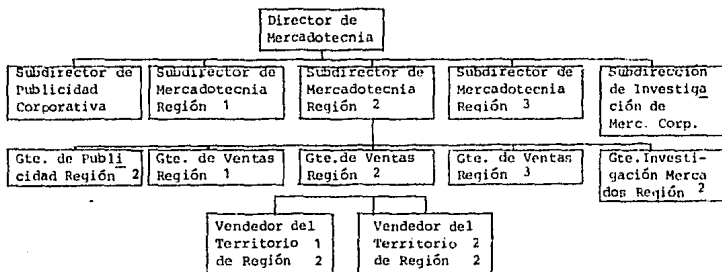 Director de
Mercadotecnia
Subdirector de
Publicidad
Corporativa
Subdirector de
Mercadotecnia
Región 1
Subdirector de
Mercadotecnia
Región 2
Subdirector de
Mercadotecnia
Región 3
Subdirección
de Investiga
ción de
Merc. Corp.
Gte. de Publi
cidad Región 2
Gte. de Ventas
Región 1
Gte.de Ventas
Región 2
Gte. de Ventas
Región 3
Gte.Investi-
gación Merca
dos Región 2
Vendedor del
Territorio 1
de Región 2
Vendedor del
Territorio 2
de Región 2